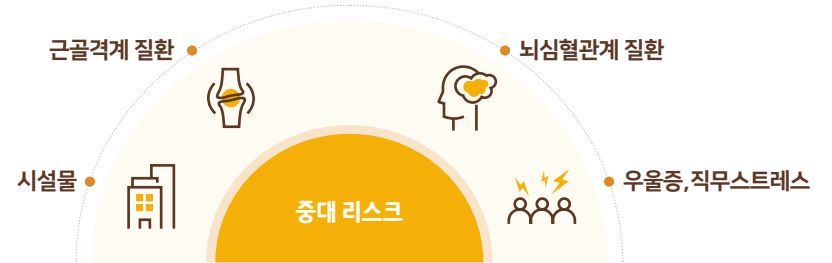 근골격계 질환
뇌심혈관계 질환
시설물
우울증,직무스트레스
중대 리스크